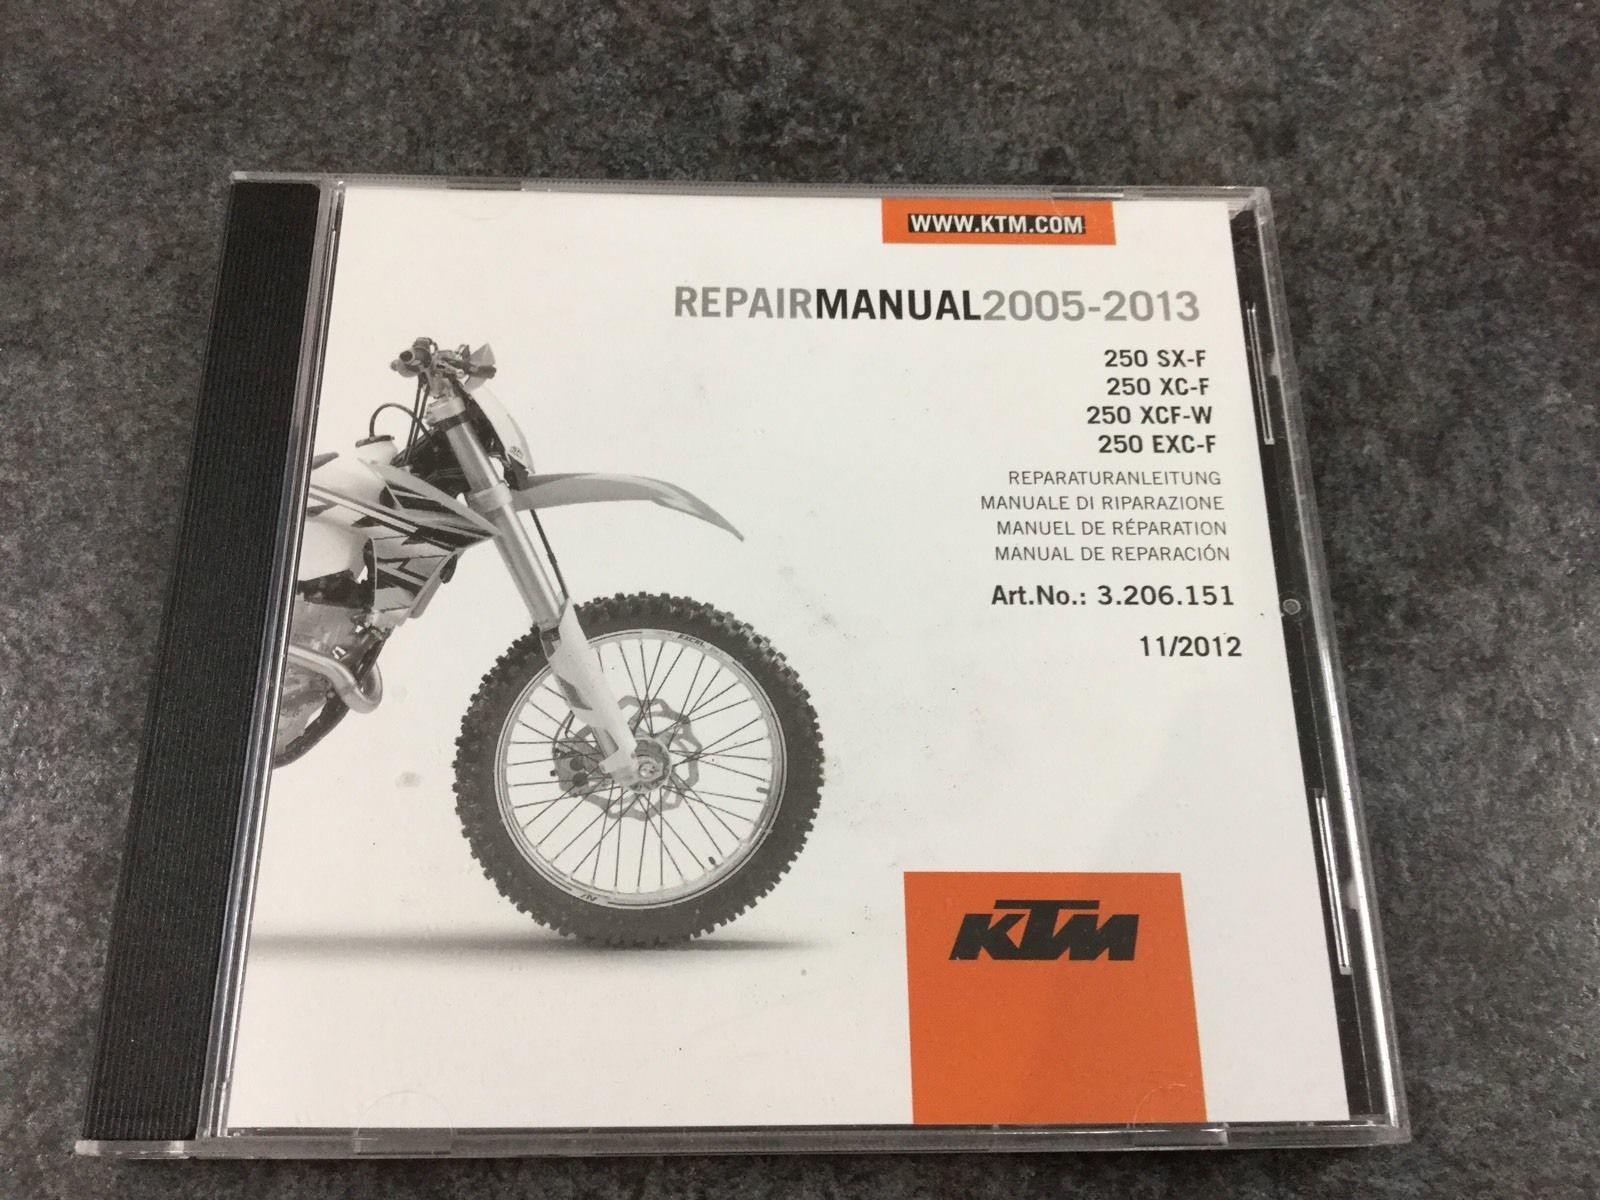 WWW.KTM.COM
REPAIRMANUAL2005-2013
250 SX-F
250 XC-F
250 XCF-W
250 EXC-F
REPARATURANLEITUNG
MANUALE DI RIPARAZIONE
MANUEL DE RÉPARATION
MANUAL DE REPARACIÓN
Art.No.: 3.206.151
11/2012
EXCEL
KTM